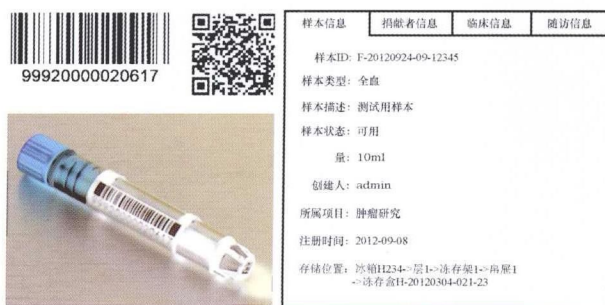 99920000020617
样本信息 捐献者信息 临床信息 随访信息
样本ID: F-20120924-09-12345
样本类型: 全血
样本描述: 测试用样本
样本状态: 可用
量: 10ml
创建人: admin
所属项目: 肿瘤研究
注册时间: 2012-09-08
存储位置: 冰箱H234->层1->冻存架1->吊屉1
->冻存盒H-20120304-021-23